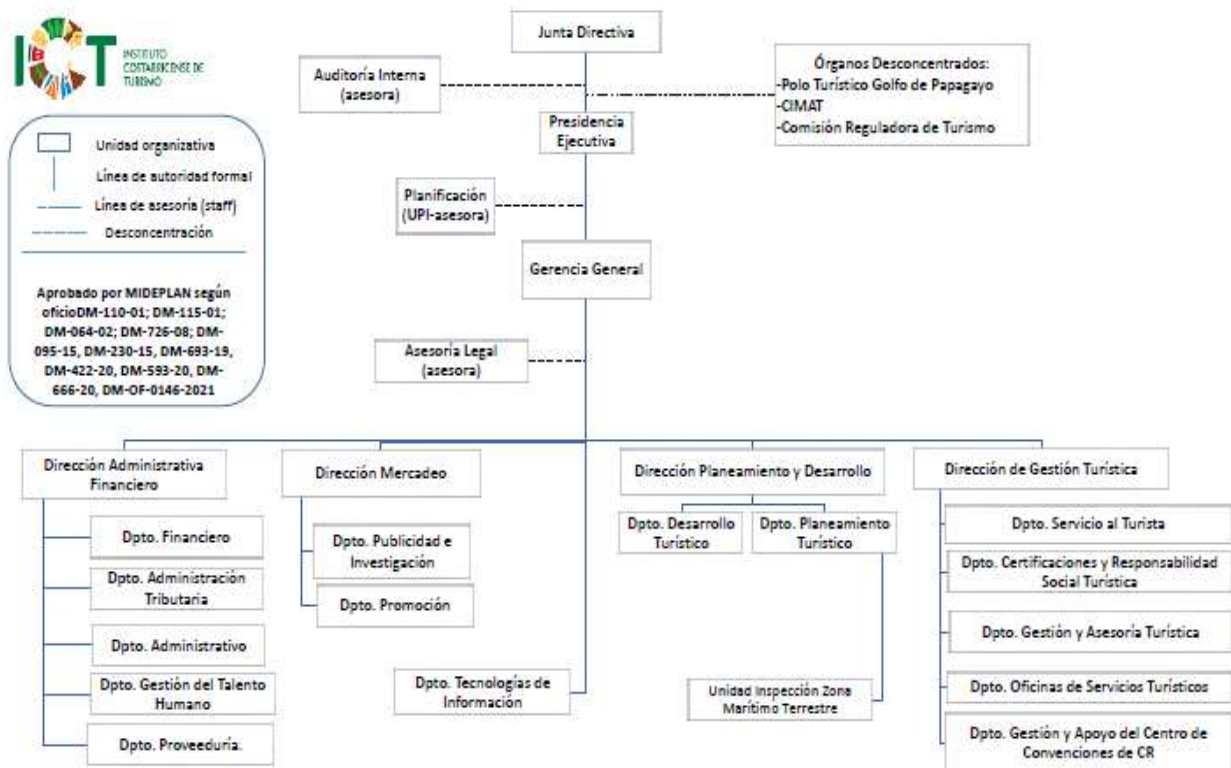 ICT
INSTITUTO
COSTARRICENSE DE
TURISMO
Junta Directiva
Auditoría Interna
(asesora)
Órganos Desconcentrados:
-Polo Turístico Golfo de Papagayo
-CIMAT
-Comisión Reguladora de Turismo
Presidencia
Ejecutiva
Unidad organizativa
Línea de autoridad formal
Línea de asesoría (staff)
Desconcentración
Planificación
(UPI-asesora)
Gerencia General
Aprobado por MIDEPLAN según
oficioDM-110-01; DM-115-01;
DM-064-02; DM-726-08; DM-
095-15, DM-230-15, DM-693-19,
DM-422-20, DM-593-20, DM-
666-20, DM-OF-0146-2021
Asesoría Legal
(asesora)
Dirección Administrativa
Financiero
Dpto. Financiero
Dpto. Administración
Tributaria
Dpto. Administrativo
Dpto. Gestión del Talento
Humano
Dpto. Proveeduría.
Dirección Mercadeo
Dpto. Publicidad e
Investigación
Dpto. Promoción
Dpto. Tecnologías de
Información
Dirección Planeamiento y Desarrollo
Dpto. Desarrollo
Turístico
Dpto. Planeamiento
Turístico
Unidad Inspección Zona
Marítimo Terrestre
Dirección de Gestión Turística
Dpto. Servicio al Turista
Dpto. Certificaciones y Responsabilidad
Social Turística
Dpto. Gestión y Asesoría Turística
Dpto. Oficinas de Servicios Turísticos
Dpto. Gestión y Apoyo del Centro de
Convenciones de CR